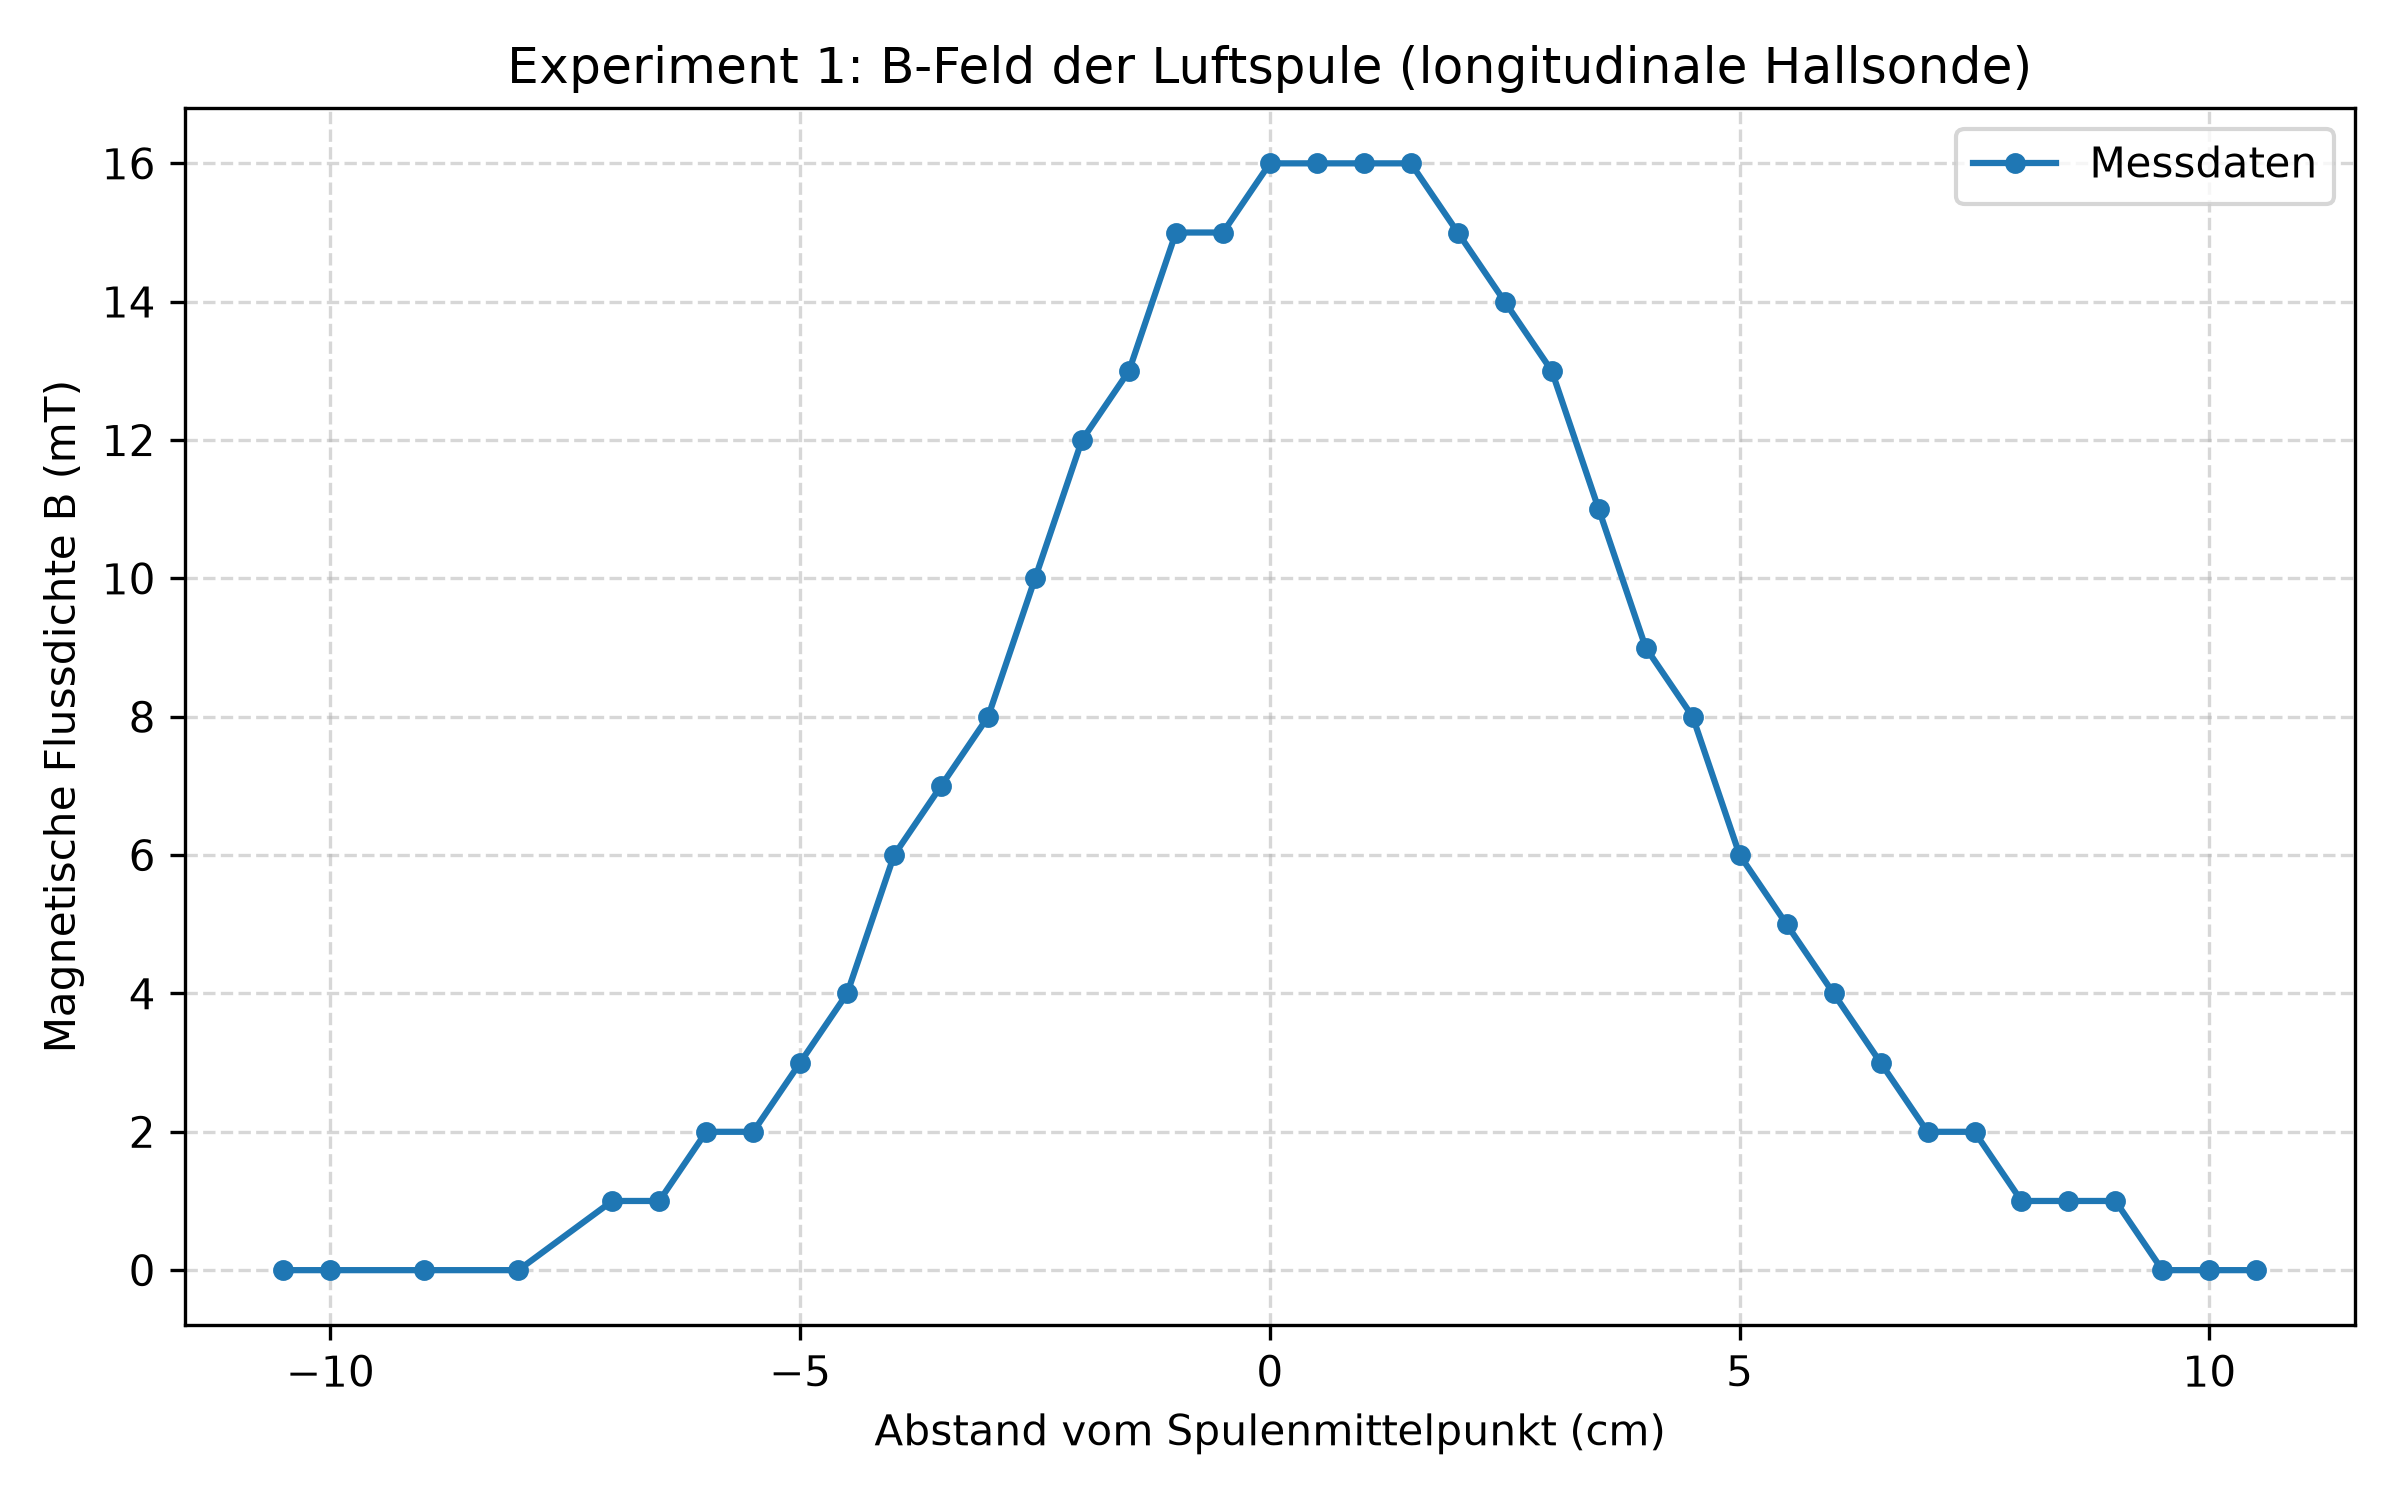 Experiment 1: B-Feld der Luftspule (longitudinale Hallsonde)
Messdaten
Magnetische Flussdichte B (mT)
16
14
12
10
8
6
4
2
0
−10 −5 0 5 10
Abstand vom Spulenmittelpunkt (cm)